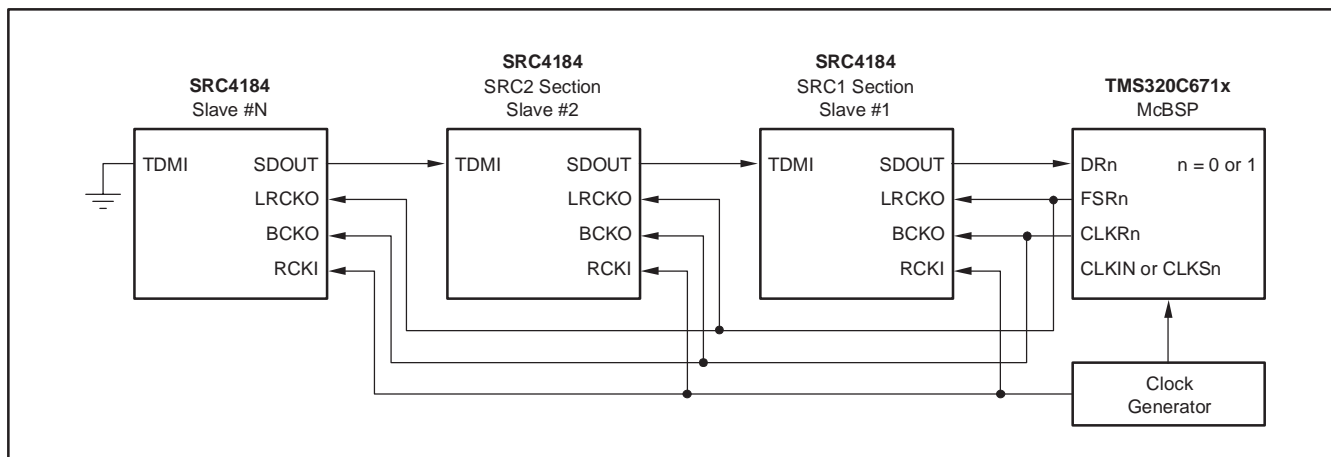 SRC4184
Slave #N
TDMI
SDOUT
LRCKO
BCKO
RCKI
SRC4184
SRC2 Section
Slave #2
TDMI
SDOUT
LRCKO
BCKO
RCKI
SRC4184
SRC1 Section
Slave #1
TDMI
SDOUT
LRCKO
BCKO
RCKI
TMS320C671x
McBSP
DRn
n = 0 or 1
FSRn
CLKRn
CLKIN or CLKSn
Clock
Generator